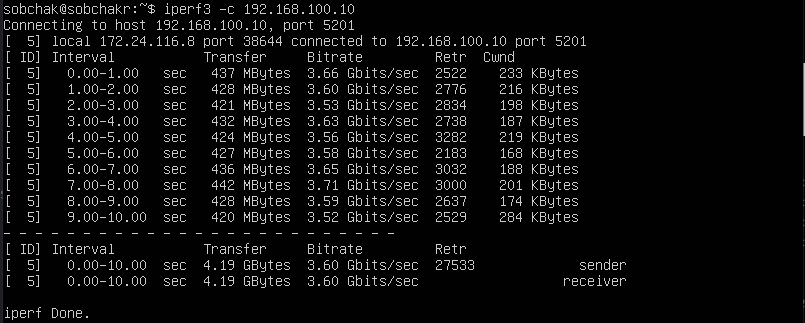 sobchak@sobchakr:~$ iperf3 -c 192.168.100.10
Connecting to host 192.168.100.10, port 5201
[  5] local 172.24.116.8 port 38644 connected to 192.168.100.10 port 5201
[ ID] Interval           Transfer     Bitrate         Retr  Cwnd
[  5]   0.00-1.00   sec   437 MBytes  3.66 Gbits/sec  2522    233 KBytes
[  5]   1.00-2.00   sec   428 MBytes  3.60 Gbits/sec  2776    216 KBytes
[  5]   2.00-3.00   sec   421 MBytes  3.53 Gbits/sec  2834    198 KBytes
[  5]   3.00-4.00   sec   432 MBytes  3.63 Gbits/sec  2738    187 KBytes
[  5]   4.00-5.00   sec   424 MBytes  3.56 Gbits/sec  3282    219 KBytes
[  5]   5.00-6.00   sec   427 MBytes  3.58 Gbits/sec  2183    168 KBytes
[  5]   6.00-7.00   sec   436 MBytes  3.65 Gbits/sec  3032    188 KBytes
[  5]   7.00-8.00   sec   442 MBytes  3.71 Gbits/sec  3000    201 KBytes
[  5]   8.00-9.00   sec   428 MBytes  3.59 Gbits/sec  2637    174 KBytes
[  5]   9.00-10.00  sec   420 MBytes  3.52 Gbits/sec  2529    284 KBytes
- - - - - - - - - - - - - - - - - - - - - - - - -
[ ID] Interval           Transfer     Bitrate         Retr
[  5]   0.00-10.00  sec  4.19 GBytes  3.60 Gbits/sec  27533             sender
[  5]   0.00-10.00  sec  4.19 GBytes  3.60 Gbits/sec                  receiver
iperf Done.